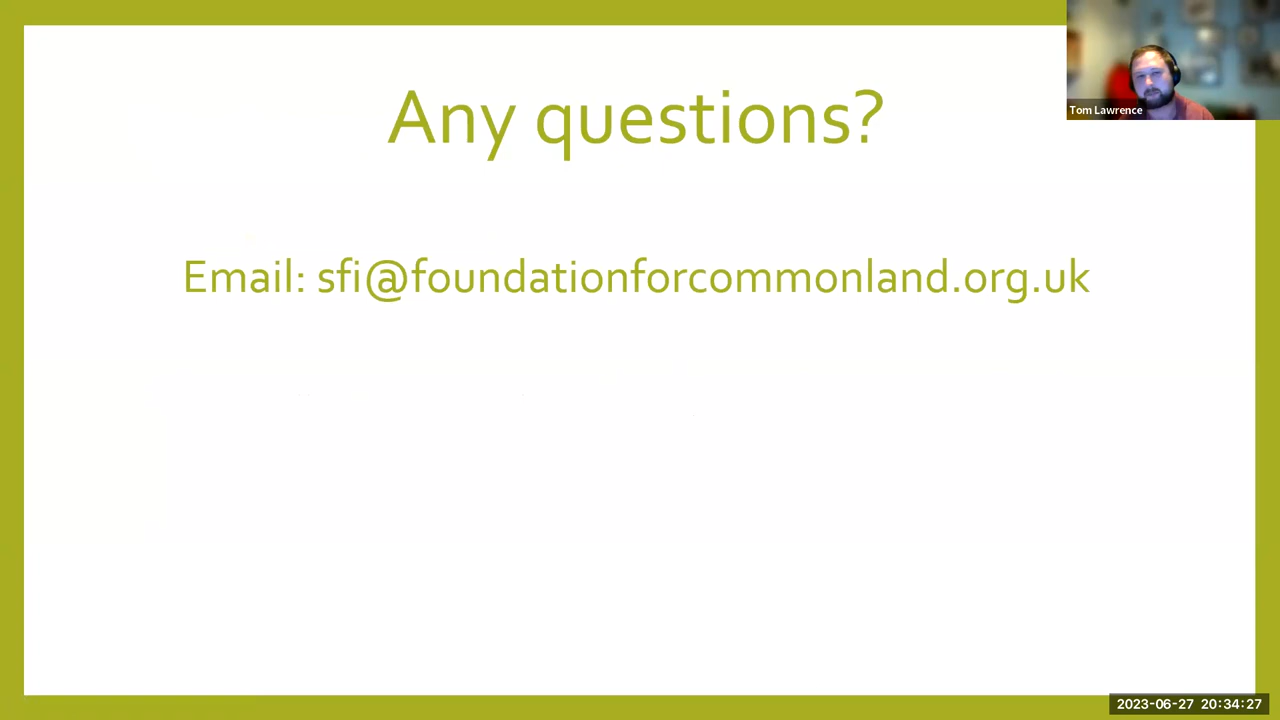 Any questions?
Tom Lawrence
Email: sfi@foundationforcommonland.org.uk
2023-06-27 20:34:27